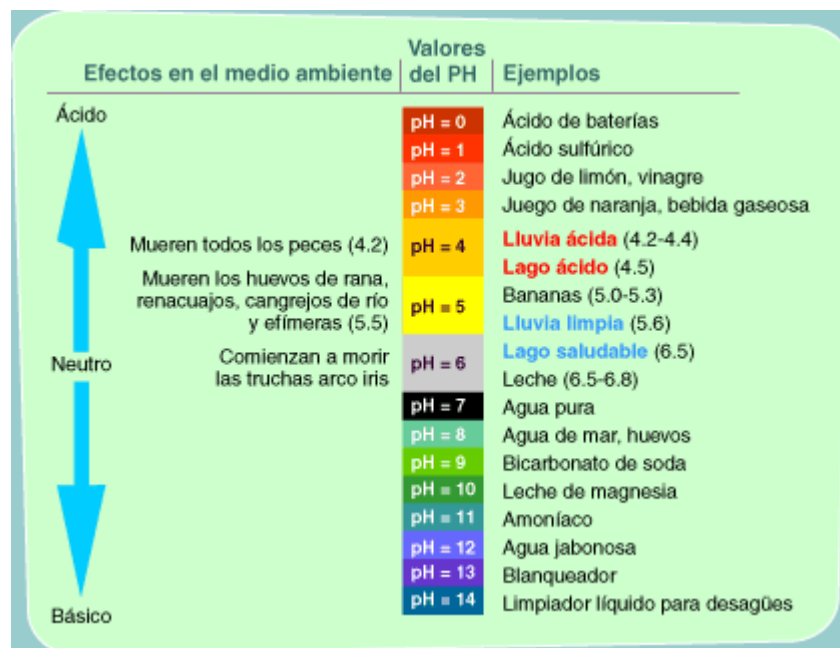 Efectos en el medio ambiente
Valores
del PH
Ejemplos
Ácido
pH = 0
Ácido de baterías
pH = 1
Ácido sulfúrico
pH = 2
Jugo de limón, vinagre
pH = 3
Juego de naranja, bebida gaseosa
Mueren todos los peces (4.2)
pH = 4
Lluvia ácida (4.2-4.4)
Lago ácido (4.5)
Mueren los huevos de rana,
renacuajos, cangrejos de río
y efímeras (5.5)
pH = 5
Bananas (5.0-5.3)
Lluvia limpia (5.6)
Neutro
Comienzan a morir
las truchas arco iris
pH = 6
Lago saludable (6.5)
Leche (6.5-6.8)
pH = 7
Agua pura
pH = 8
Agua de mar, huevos
pH = 9
Bicarbonato de soda
pH = 10
Leche de magnesia
pH = 11
Amoníaco
pH = 12
Agua jabonosa
pH = 13
Blanqueador
pH = 14
Limpiador líquido para desagües
Básico